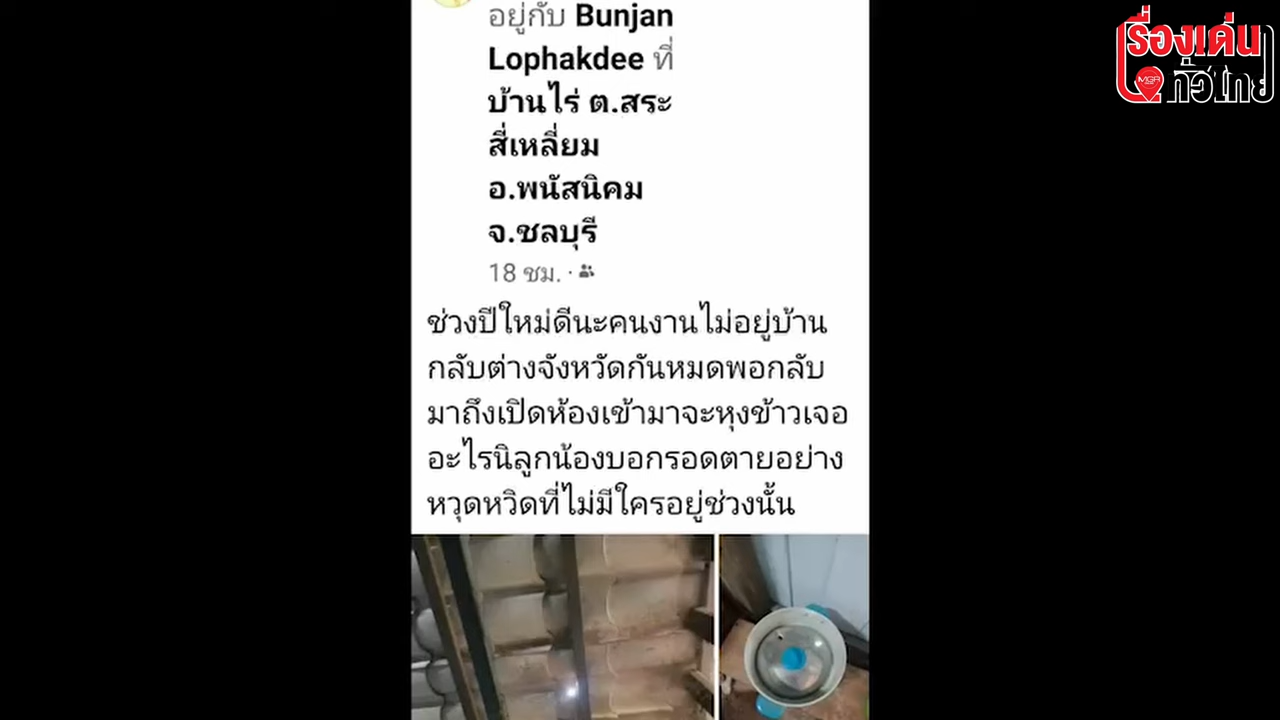 เรื่องเด่น
ทั่วไทย
MGR
อยู่กับ Bunjan
Lophakdee ที่
บ้านไร่ ต.สระ
สี่เหลี่ยม
อ.พนัสนิคม
จ.ชลบุรี
18 ชม. ·
ช่วงปีใหม่ดีนะคนงานไม่อยู่บ้าน
กลับต่างจังหวัดกันหมดพอกลับ
มาถึงเปิดห้องเข้ามาจะหุงข้าวเจอ
อะไรนิลูกน้องบอกรอดตายอย่าง
หวุดหวิดที่ไม่มีใครอยู่ช่วงนั้น